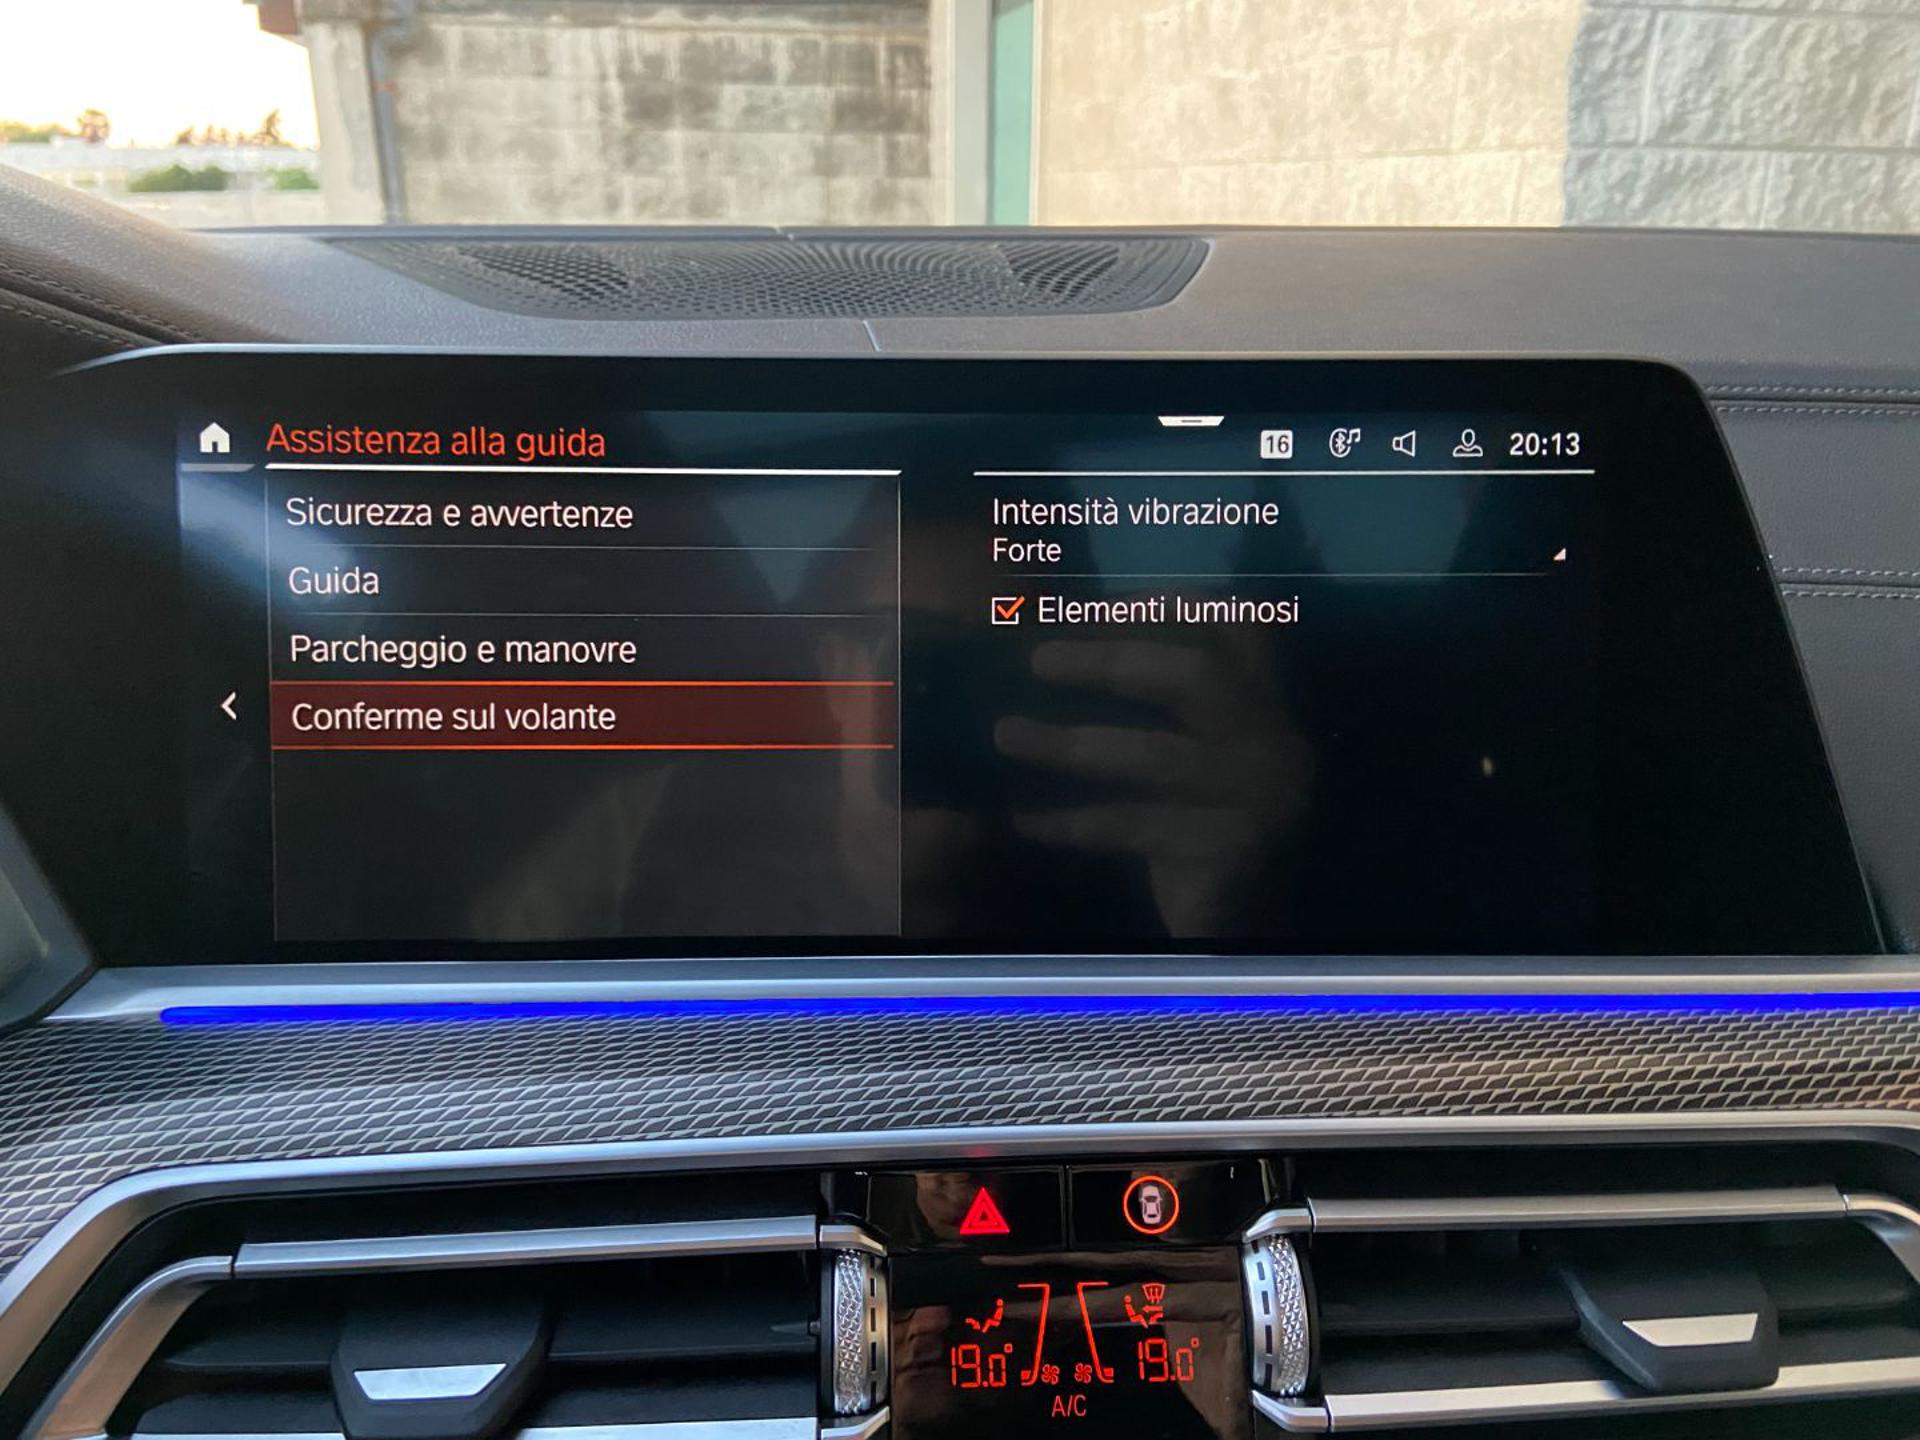 Assistenza alla guida
16
20:13
Sicurezza e avvertenze
Guida
Parcheggio e manovre
Conferme sul volante
Intensità vibrazione
Forte
Elementi luminosi
19.0° 19.0°
A/C